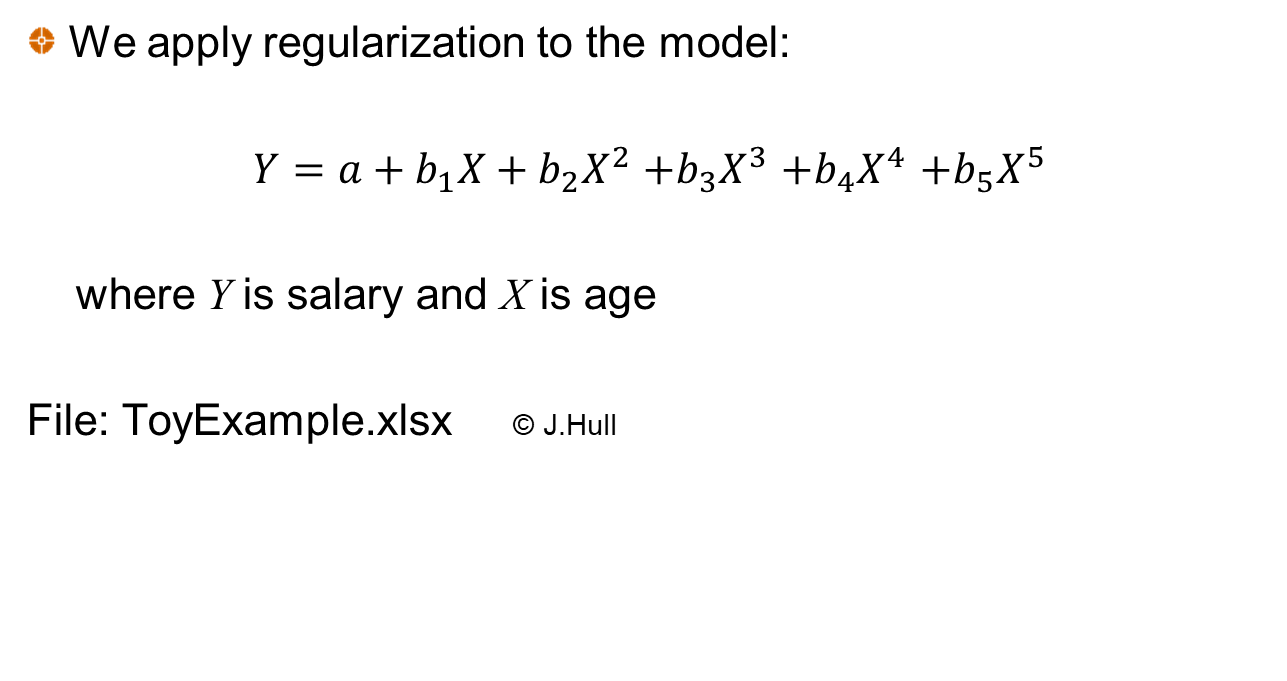 We apply regularization to the model:
Y = a + b₁X + b₂X² +b₃X³ +b₄X⁴ +b₅X⁵
where Y is salary and X is age
File: ToyExample.xlsx © J.Hull